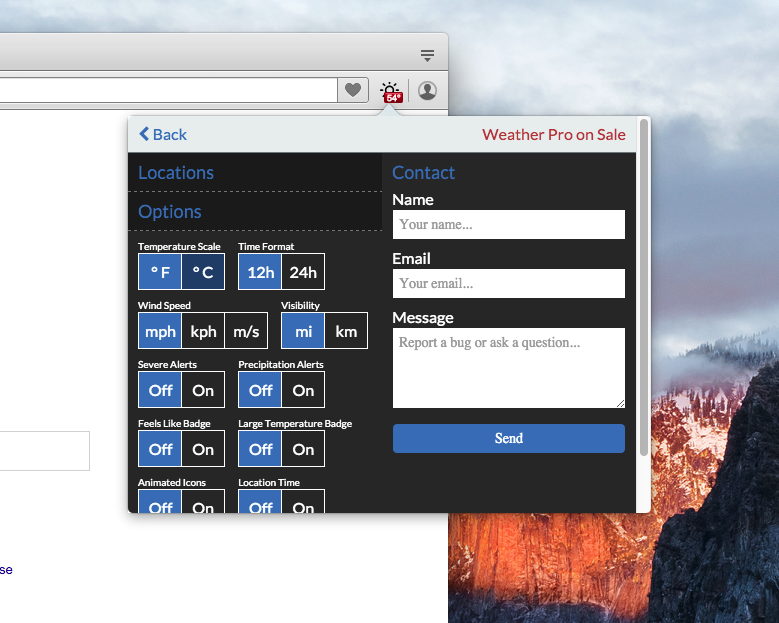 54°
Back
Weather Pro on Sale
Locations
Options
Temperature Scale
Time Format
° F
° C
12h
24h
Wind Speed
Visibility
mph
kph
m/s
mi
km
Severe Alerts
Precipitation Alerts
Off
On
Off
On
Feels Like Badge
Large Temperature Badge
Off
On
Off
On
Animated Icons
Location Time
Off
On
Off
On
Contact
Name
Your name...
Email
Your email...
Message
Report a bug or ask a question...
Send
se